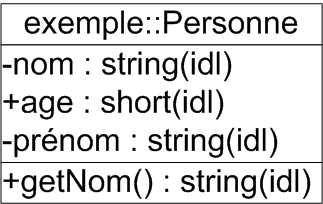 exemple::Personne
-nom : string(idl)
+age : short(idl)
-prénom : string(idl)
+getNom() : string(idl)